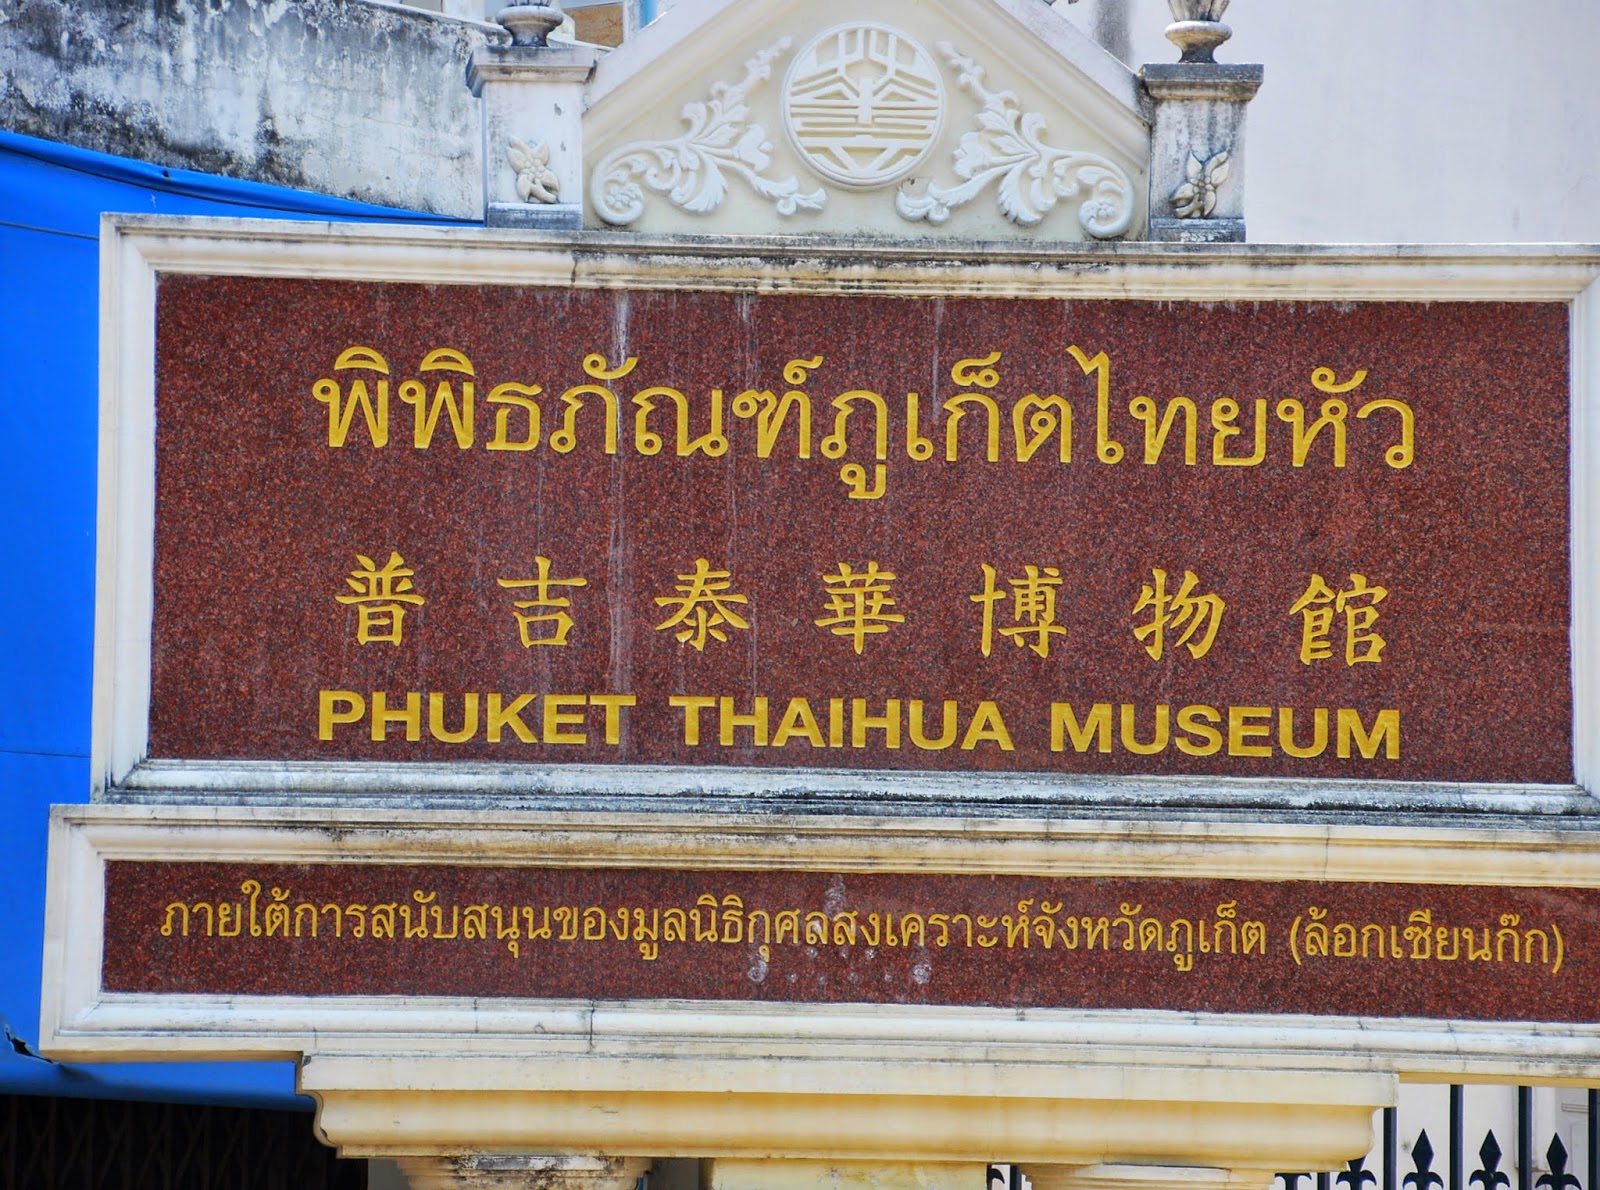 พิพิธภัณฑ์ภูเก็ตไทยหัว
普吉泰華博物館
PHUKET THAIHUA MUSEUM
ภายใต้การสนับสนุนของมูลนิธิกุศลสงเคราะห์จังหวัดภูเก็ต (ล้อกเซียนก๊ก)